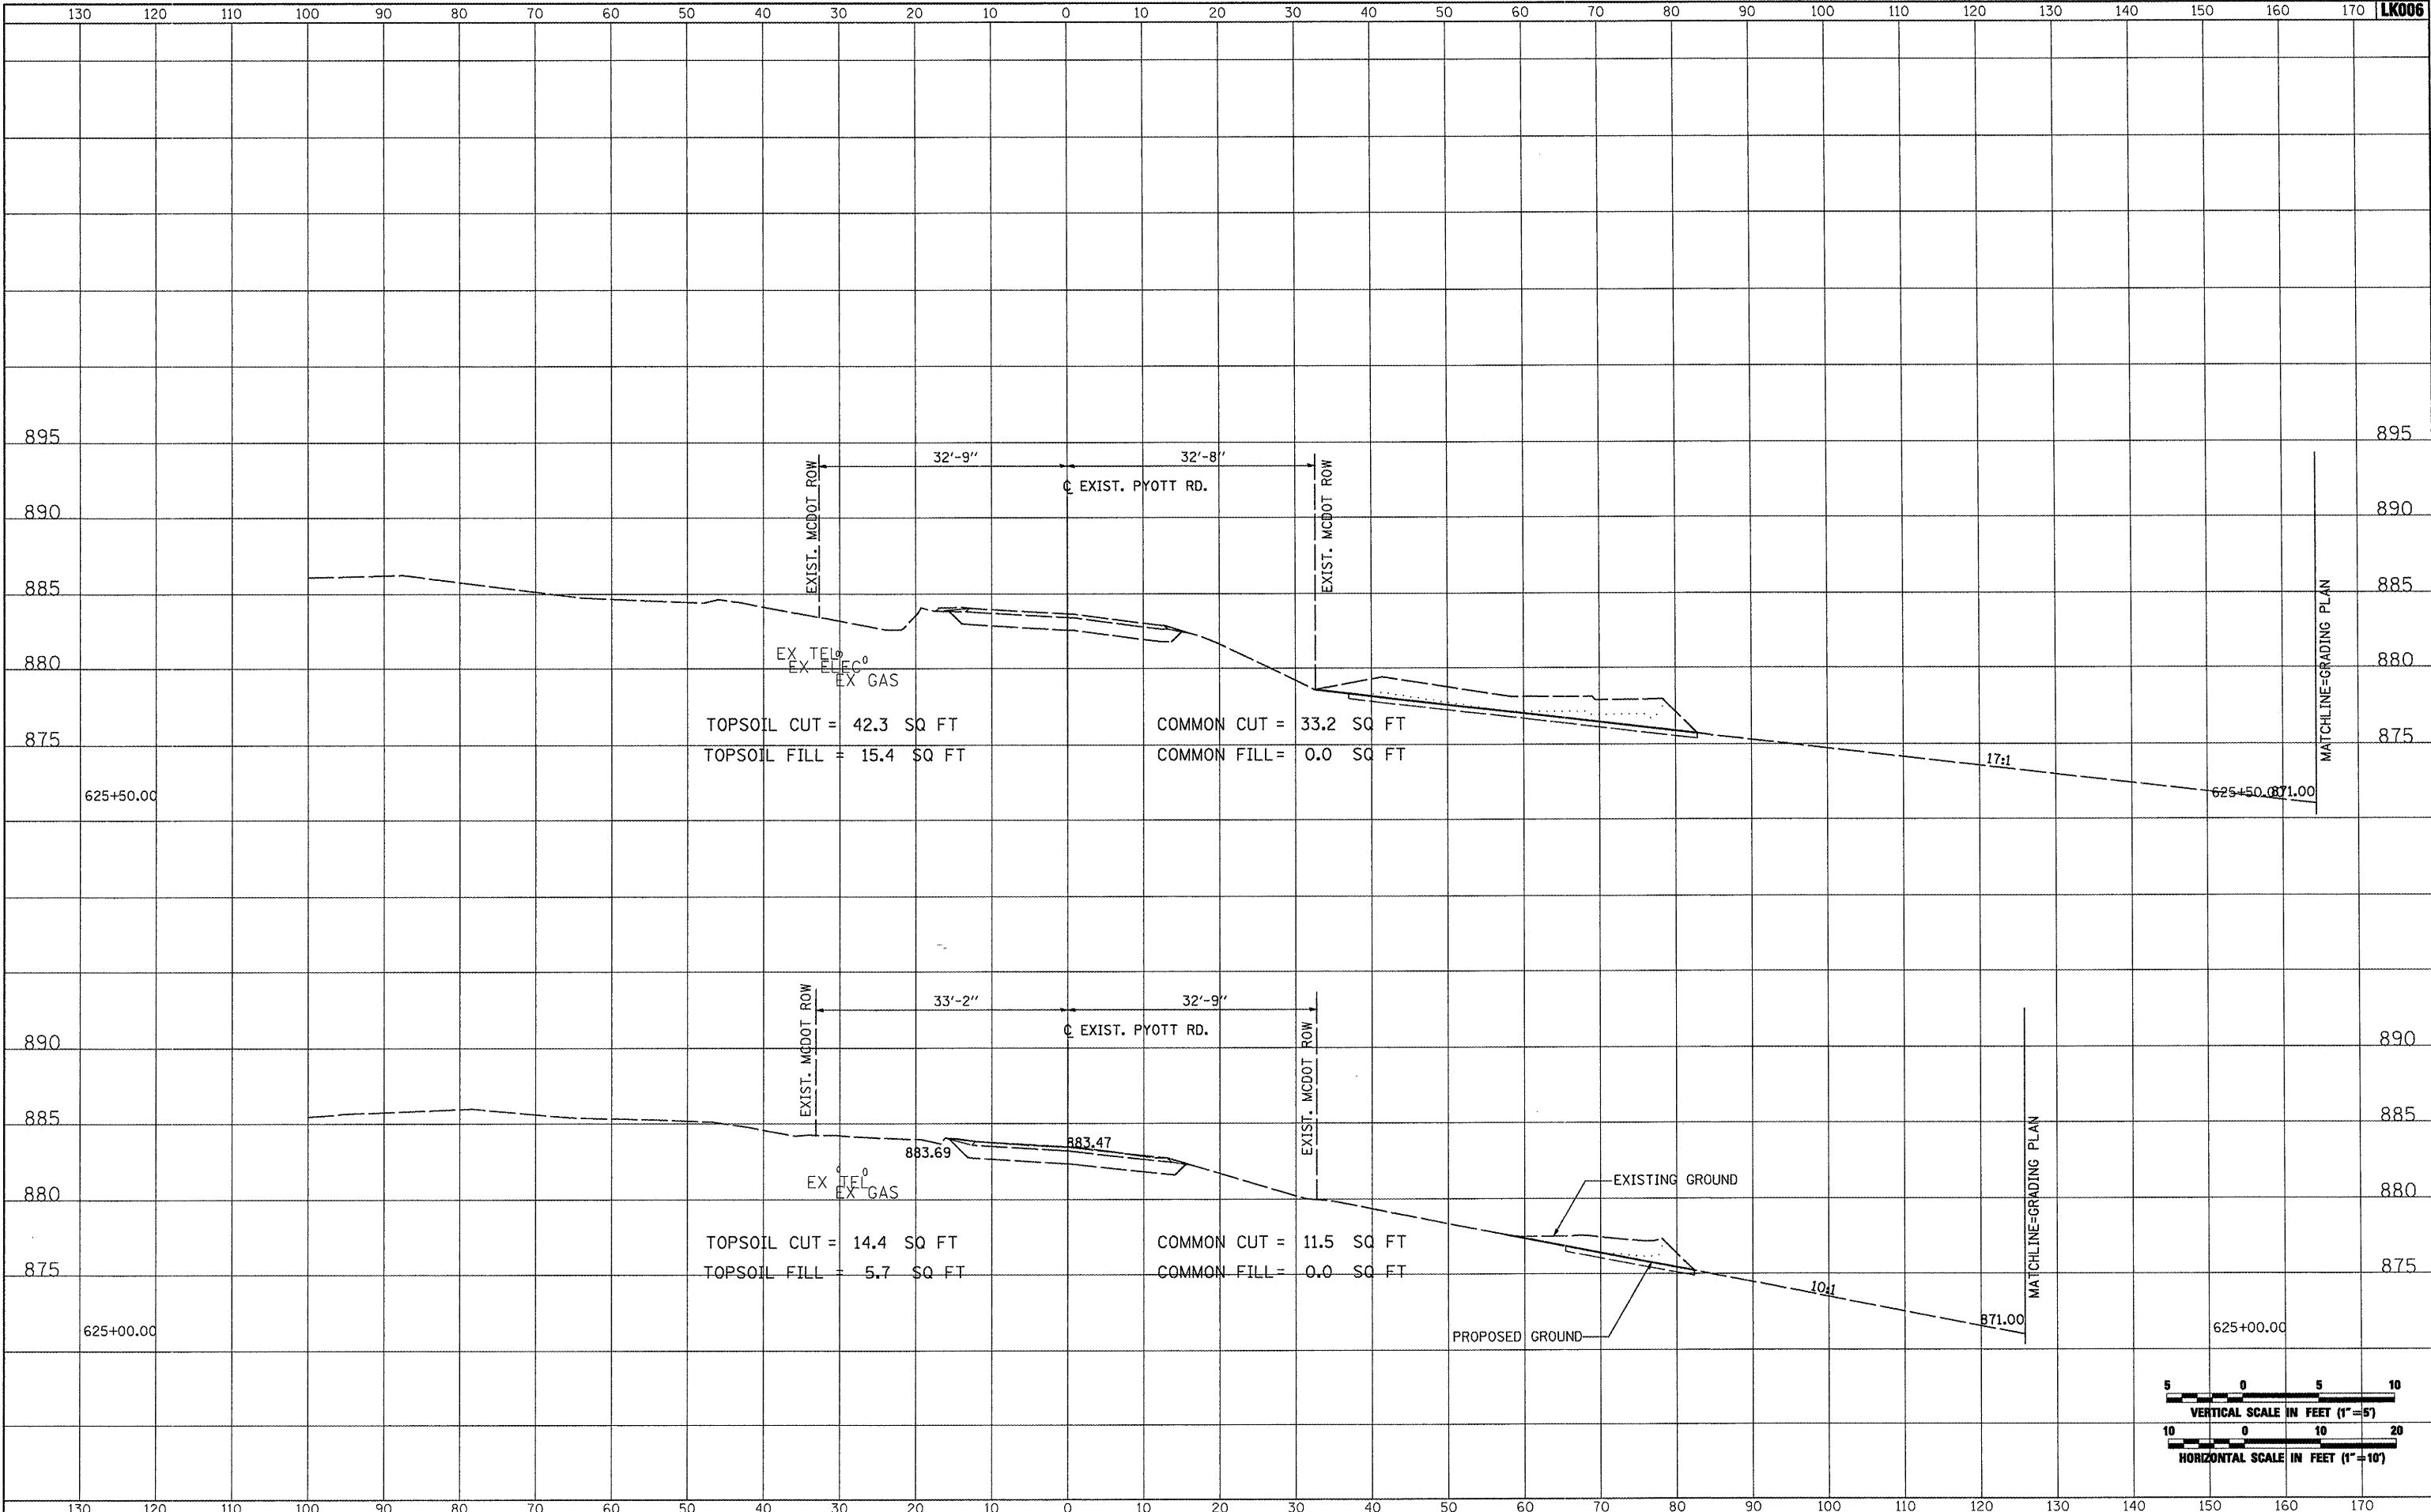 130 120 110 100 90 80 70 60 50 40 30 20 10 0 10 20 30 40 50 60 70 80 90 100 110 120 130 140 150 160 170 LK006
895 895
32'-9" 32'-8"
EXIST. MCDOT ROW
℄ EXIST. PYOTT RD.
EXIST. MCDOT ROW
890 890
885 885
MATCHLINE=GRADING PLAN
EX TEL
EX ELEC
EX GAS
880 880
TOPSOIL CUT = 42.3 SQ FT COMMON CUT = 33.2 SQ FT
875 875
TOPSOIL FILL = 15.4 SQ FT COMMON FILL= 0.0 SQ FT
17:1
625+50.00 625+50.00 871.00
33'-2" 32'-9"
EXIST. MCDOT ROW
℄ EXIST. PYOTT RD.
EXIST. MCDOT ROW
890 890
885 885
883.69 883.47
MATCHLINE=GRADING PLAN
EX TEL
EX GAS
880 880
EXISTING GROUND
TOPSOIL CUT = 14.4 SQ FT COMMON CUT = 11.5 SQ FT
875 875
TOPSOIL FILL = 5.7 SQ FT COMMON FILL= 0.0 SQ FT
10:1
871.00
625+00.00 625+00.00
PROPOSED GROUND
5 0 5 10
VERTICAL SCALE IN FEET (1"=5')
10 0 10 20
HORIZONTAL SCALE IN FEET (1"=10')
130 120 110 100 90 80 70 60 50 40 30 20 10 0 10 20 30 40 50 60 70 80 90 100 110 120 130 140 150 160 170